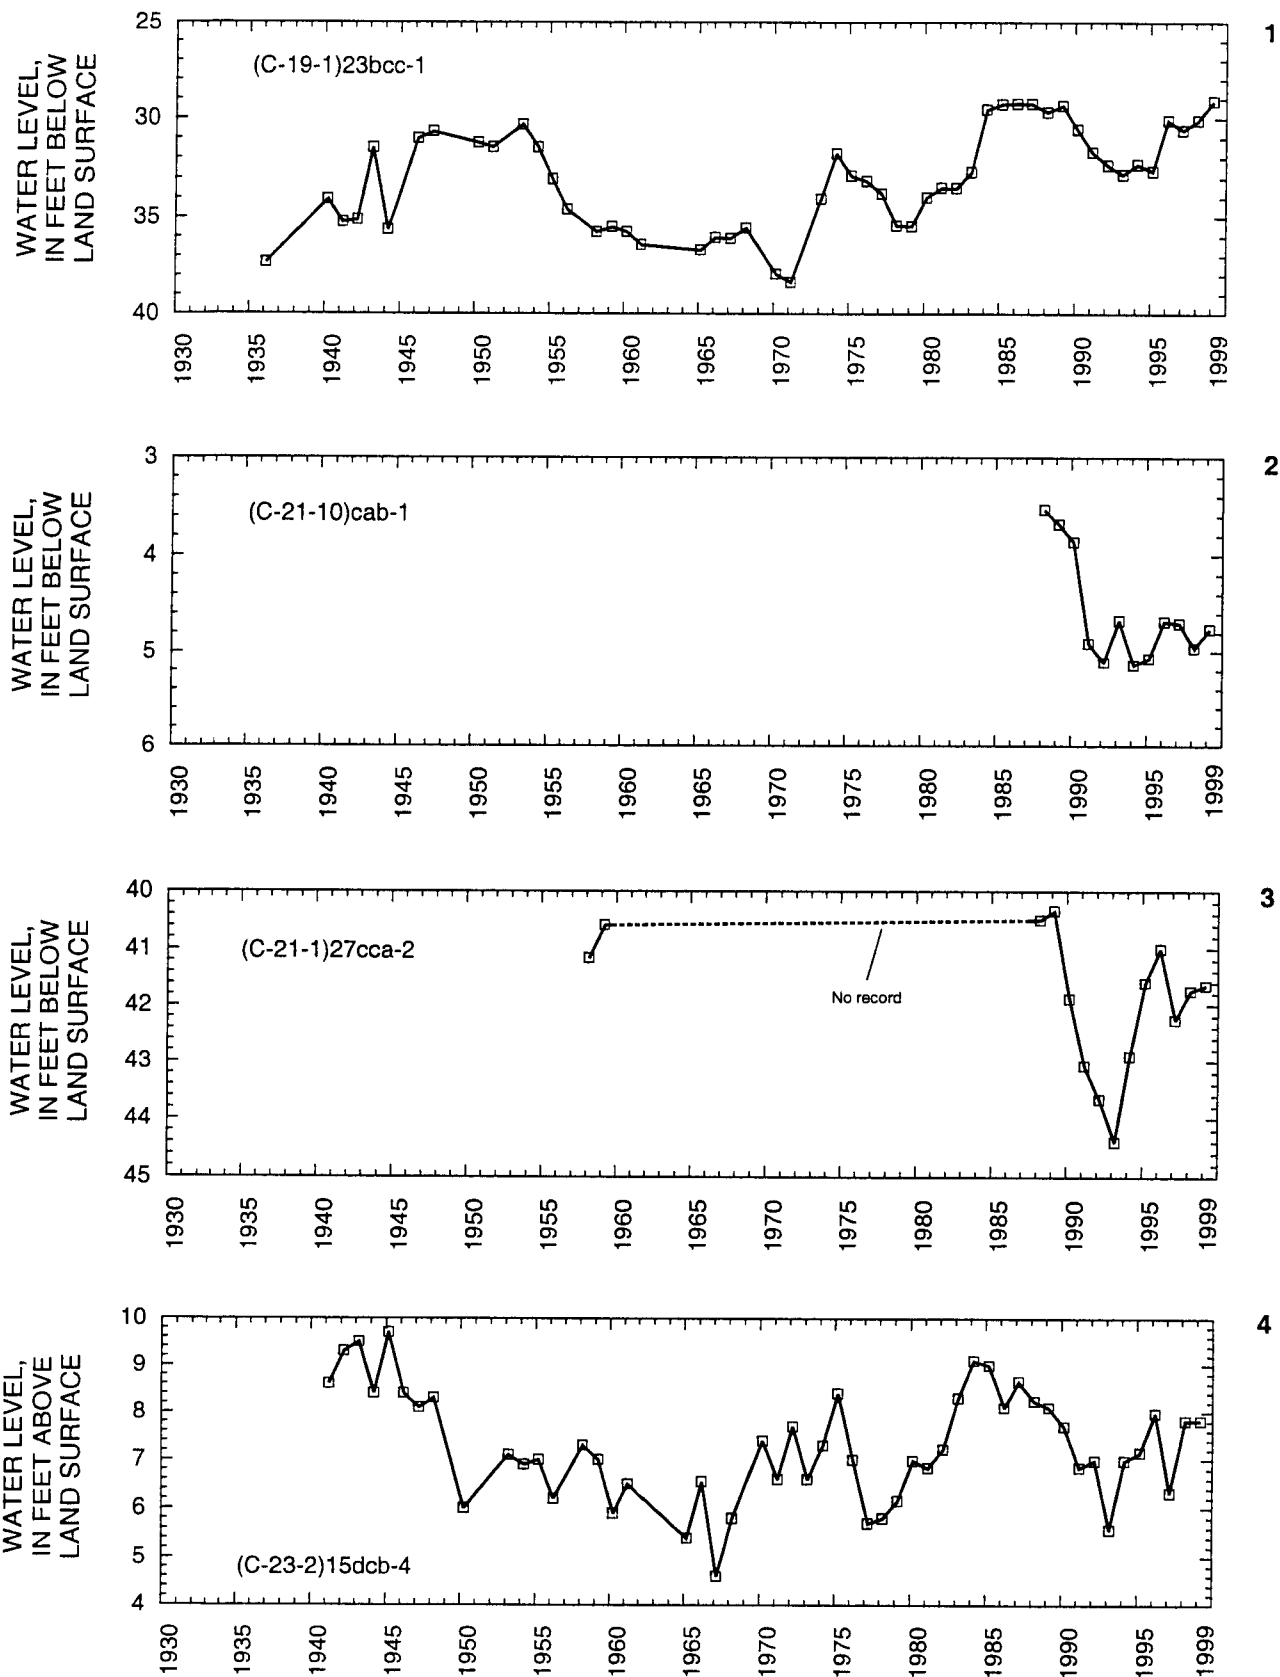 1
WATER LEVEL,
IN FEET BELOW
LAND SURFACE
25
30
35
40
(C-19-1)23bcc-1
1930 1935 1940 1945 1950 1955 1960 1965 1970 1975 1980 1985 1990 1995 1999
2
WATER LEVEL,
IN FEET BELOW
LAND SURFACE
3
4
5
6
(C-21-10)cab-1
1930 1935 1940 1945 1950 1955 1960 1965 1970 1975 1980 1985 1990 1995 1999
3
WATER LEVEL,
IN FEET BELOW
LAND SURFACE
40
41
42
43
44
45
(C-21-1)27cca-2
No record
1930 1935 1940 1945 1950 1955 1960 1965 1970 1975 1980 1985 1990 1995 1999
4
WATER LEVEL,
IN FEET ABOVE
LAND SURFACE
10
9
8
7
6
5
4
(C-23-2)15dcb-4
1930 1935 1940 1945 1950 1955 1960 1965 1970 1975 1980 1985 1990 1995 1999